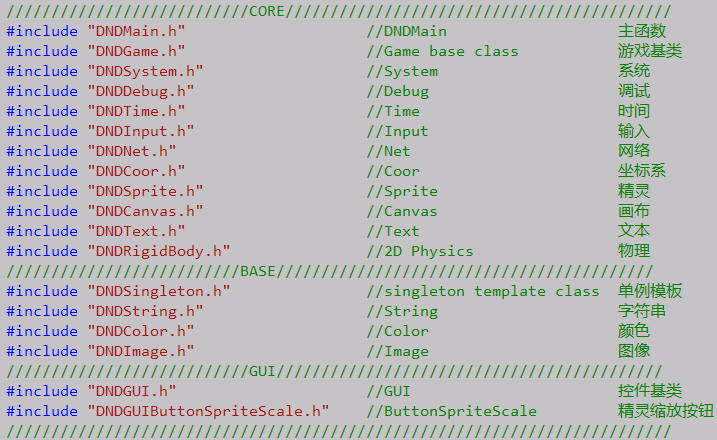 ///////////////////////////CORE///////////////////////////////////////////
#include "DNDMain.h" //DNDMain 主函数
#include "DNDGame.h" //Game base class 游戏基类
#include "DNDSystem.h" //System 系统
#include "DNDDebug.h" //Debug 调试
#include "DNDTime.h" //Time 时间
#include "DNDInput.h" //Input 输入
#include "DNDNet.h" //Net 网络
#include "DNDCoor.h" //Coor 坐标系
#include "DNDSprite.h" //Sprite 精灵
#include "DNDCanvas.h" //Canvas 画布
#include "DNDText.h" //Text 文本
#include "DNDRigidBody.h" //2D Physics 物理
//////////////////////////BASE//////////////////////////////////////////
#include "DNDSingleton.h" //singleton template class 单例模板
#include "DNDString.h" //String 字符串
#include "DNDColor.h" //Color 颜色
#include "DNDImage.h" //Image 图像
///////////////////////////GUI///////////////////////////////////////////
#include "DNDGUI.h" //GUI 控件基类
#include "DNDGUIButtonSpriteScale.h" //ButtonSpriteScale 精灵缩放按钮
//////////////////////////////////////////////////////////////////////////